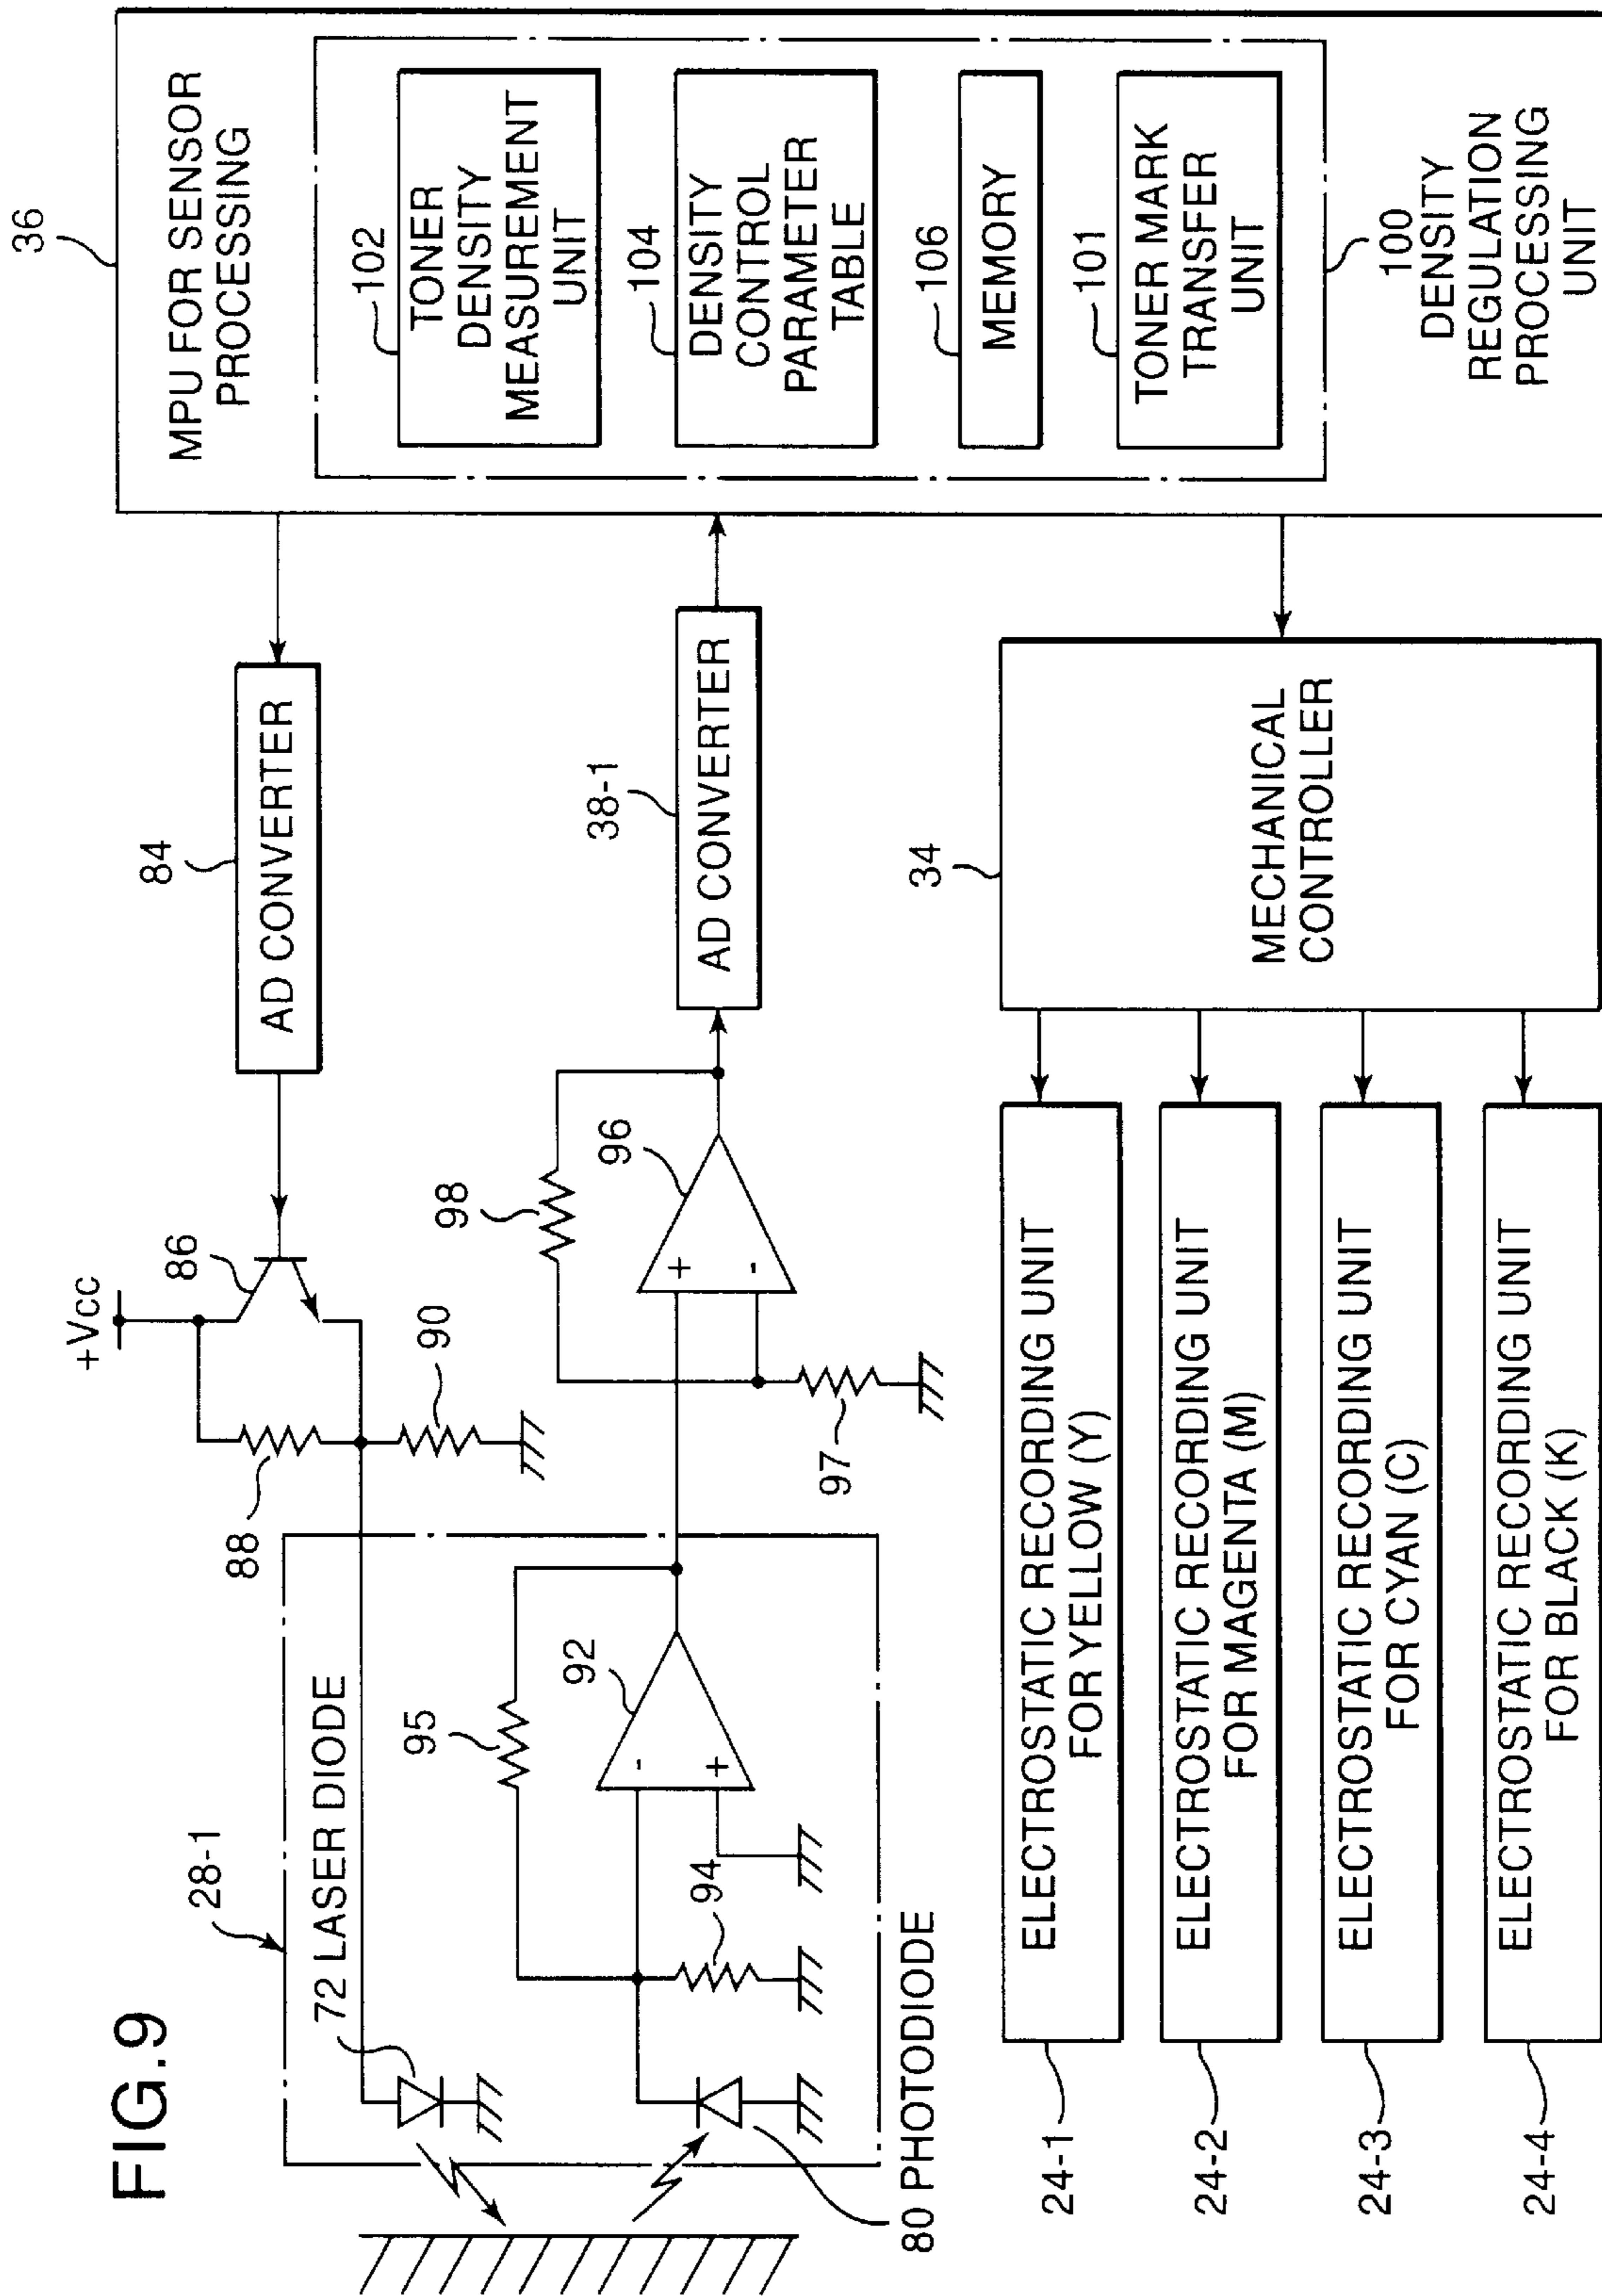 FIG.9
28-1
72 LASER DIODE
95
92
94
80 PHOTODIODE
88
+Vcc
86
90
98
96
97
84
AD CONVERTER
38-1
AD CONVERTER
36
MPU FOR SENSOR
PROCESSING
102
TONER
DENSITY
MEASUREMENT
UNIT
104
DENSITY
CONTROL
PARAMETER
TABLE
106
MEMORY
101
TONER MARK
TRANSFER
UNIT
100
DENSITY
REGULATION
PROCESSING
UNIT
34
MECHANICAL
CONTROLLER
24-1
ELECTROSTATIC RECORDING UNIT
FOR YELLOW (Y)
24-2
ELECTROSTATIC RECORDING UNIT
FOR MAGENTA (M)
24-3
ELECTROSTATIC RECORDING UNIT
FOR CYAN (C)
24-4
ELECTROSTATIC RECORDING UNIT
FOR BLACK (K)
-
+
+
-